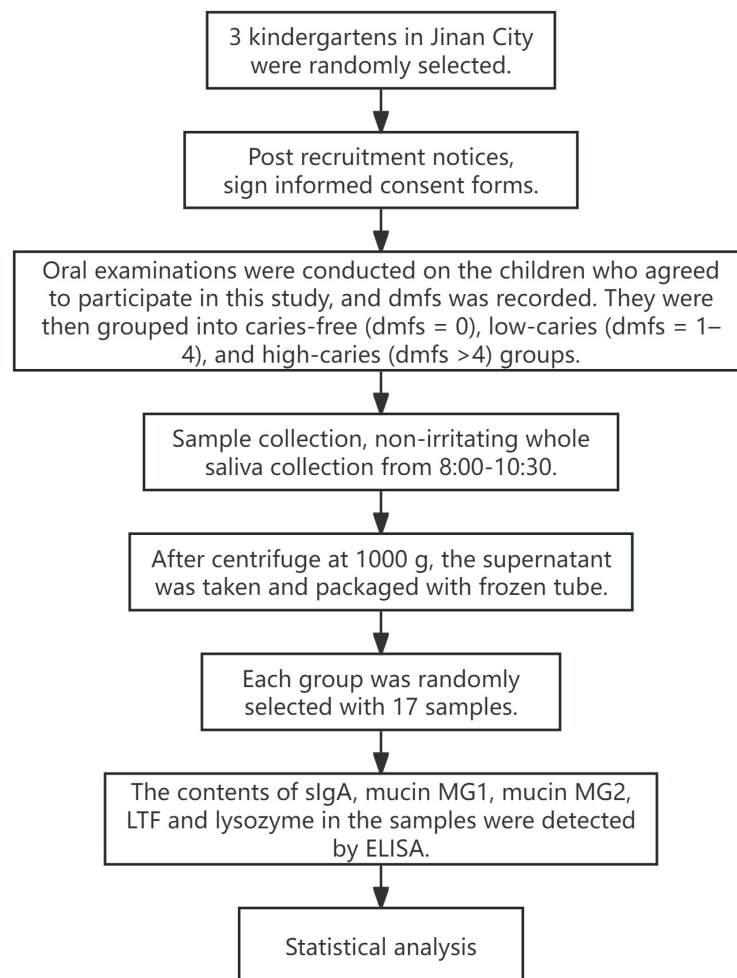 3 kindergartens in Jinan City
were randomly selected.
Post recruitment notices,
sign informed consent forms.
Oral examinations were conducted on the children who agreed
to participate in this study, and dmfs was recorded. They were
then grouped into caries-free (dmfs = 0), low-caries (dmfs = 1–
4), and high-caries (dmfs >4) groups.
Sample collection, non-irritating whole
saliva collection from 8:00-10:30.
After centrifuge at 1000 g, the supernatant
was taken and packaged with frozen tube.
Each group was randomly
selected with 17 samples.
The contents of sIgA, mucin MG1, mucin MG2,
LTF and lysozyme in the samples were detected
by ELISA.
Statistical analysis